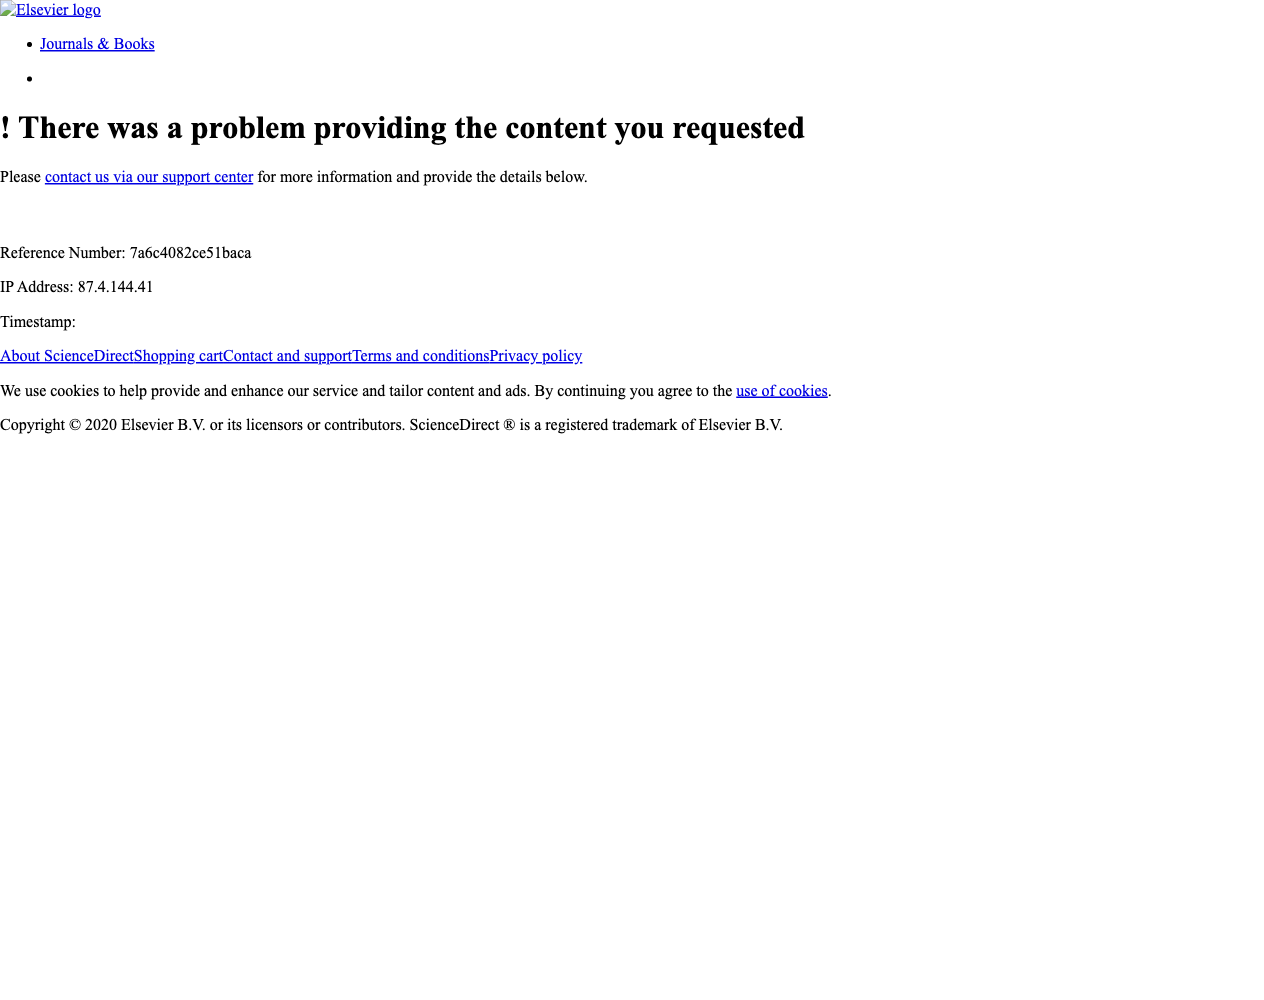 Elsevier logo
Journals & Books
! There was a problem providing the content you requested
Please contact us via our support center for more information and provide the details below.
Reference Number: 7a6c4082ce51baca
IP Address: 87.4.144.41
Timestamp:
About ScienceDirectShopping cartContact and supportTerms and conditionsPrivacy policy
We use cookies to help provide and enhance our service and tailor content and ads. By continuing you agree to the use of cookies.
Copyright © 2020 Elsevier B.V. or its licensors or contributors. ScienceDirect ® is a registered trademark of Elsevier B.V.